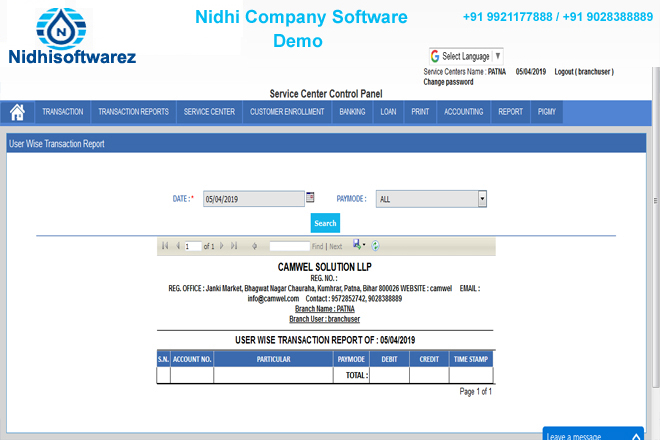 Nidhi Company Software
Demo
+91 9921177888 / +91 9028388889
N
Nidhisoftwarez
G Select Language ▼
Service Centers Name : PATNA 05/04/2019 Logout ( branchuser )
Change password
Service Center Control Panel
TRANSACTION TRANSACTION REPORTS SERVICE CENTER CUSTOMER ENROLLMENT BANKING LOAN PRINT ACCOUNTING REPORT PIGMY
User Wise Transaction Report
DATE : * 05/04/2019 PAYMODE : ALL
Search
1 of 1 Find | Next
CAMWEL SOLUTION LLP
REG. NO. :
REG. OFFICE : Janki Market, Bhagwat Nagar Chauraha, Kumhrar, Patna, Bihar 800026 WEBSITE : camwel EMAIL :
info@camwel.com Contact : 9572852742, 9028388889
Branch Name : PATNA
Branch User : branchuser
USER WISE TRANSACTION REPORT OF : 05/04/2019
S.N. ACCOUNT NO. PARTICULAR PAYMODE DEBIT CREDIT TIME STAMP
TOTAL :
Page 1 of 1
Leave a message